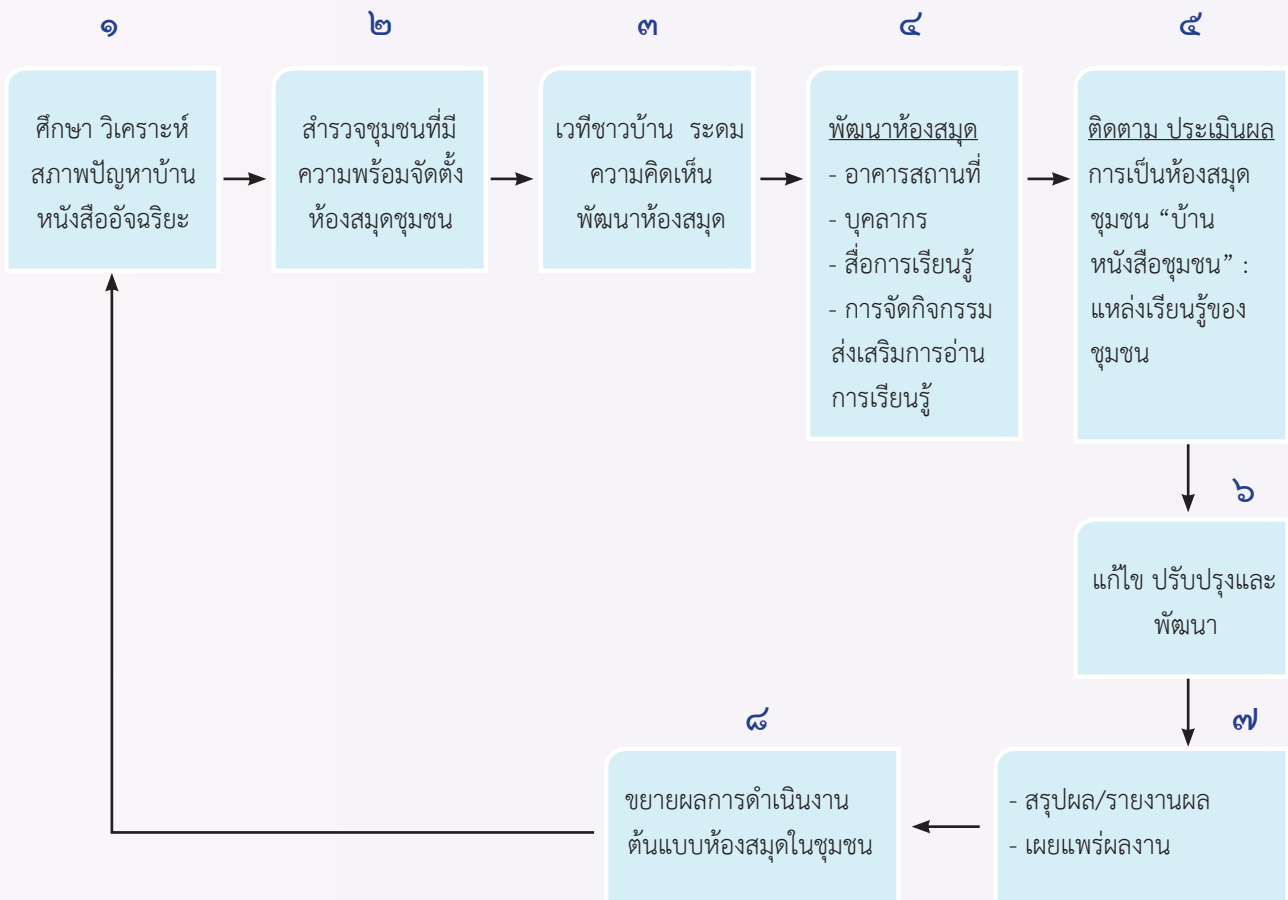 ๑
ศึกษา วิเคราะห์
สภาพปัญหาบ้าน
หนังสืออัจฉริยะ
๒
สำรวจชุมชนที่มี
ความพร้อมจัดตั้ง
ห้องสมุดชุมชน
๓
เวทีชาวบ้าน ระดม
ความคิดเห็น
พัฒนาห้องสมุด
๔
พัฒนาห้องสมุด
- อาคารสถานที่
- บุคลากร
- สื่อการเรียนรู้
- การจัดกิจกรรม
ส่งเสริมการอ่าน
การเรียนรู้
๕
ติดตาม ประเมินผล
การเป็นห้องสมุด
ชุมชน “บ้าน
หนังสือชุมชน” :
แหล่งเรียนรู้ของ
ชุมชน
๖
แก้ไข ปรับปรุงและ
พัฒนา
๗
- สรุปผล/รายงานผล
- เผยแพร่ผลงาน
๘
ขยายผลการดำเนินงาน
ต้นแบบห้องสมุดในชุมชน